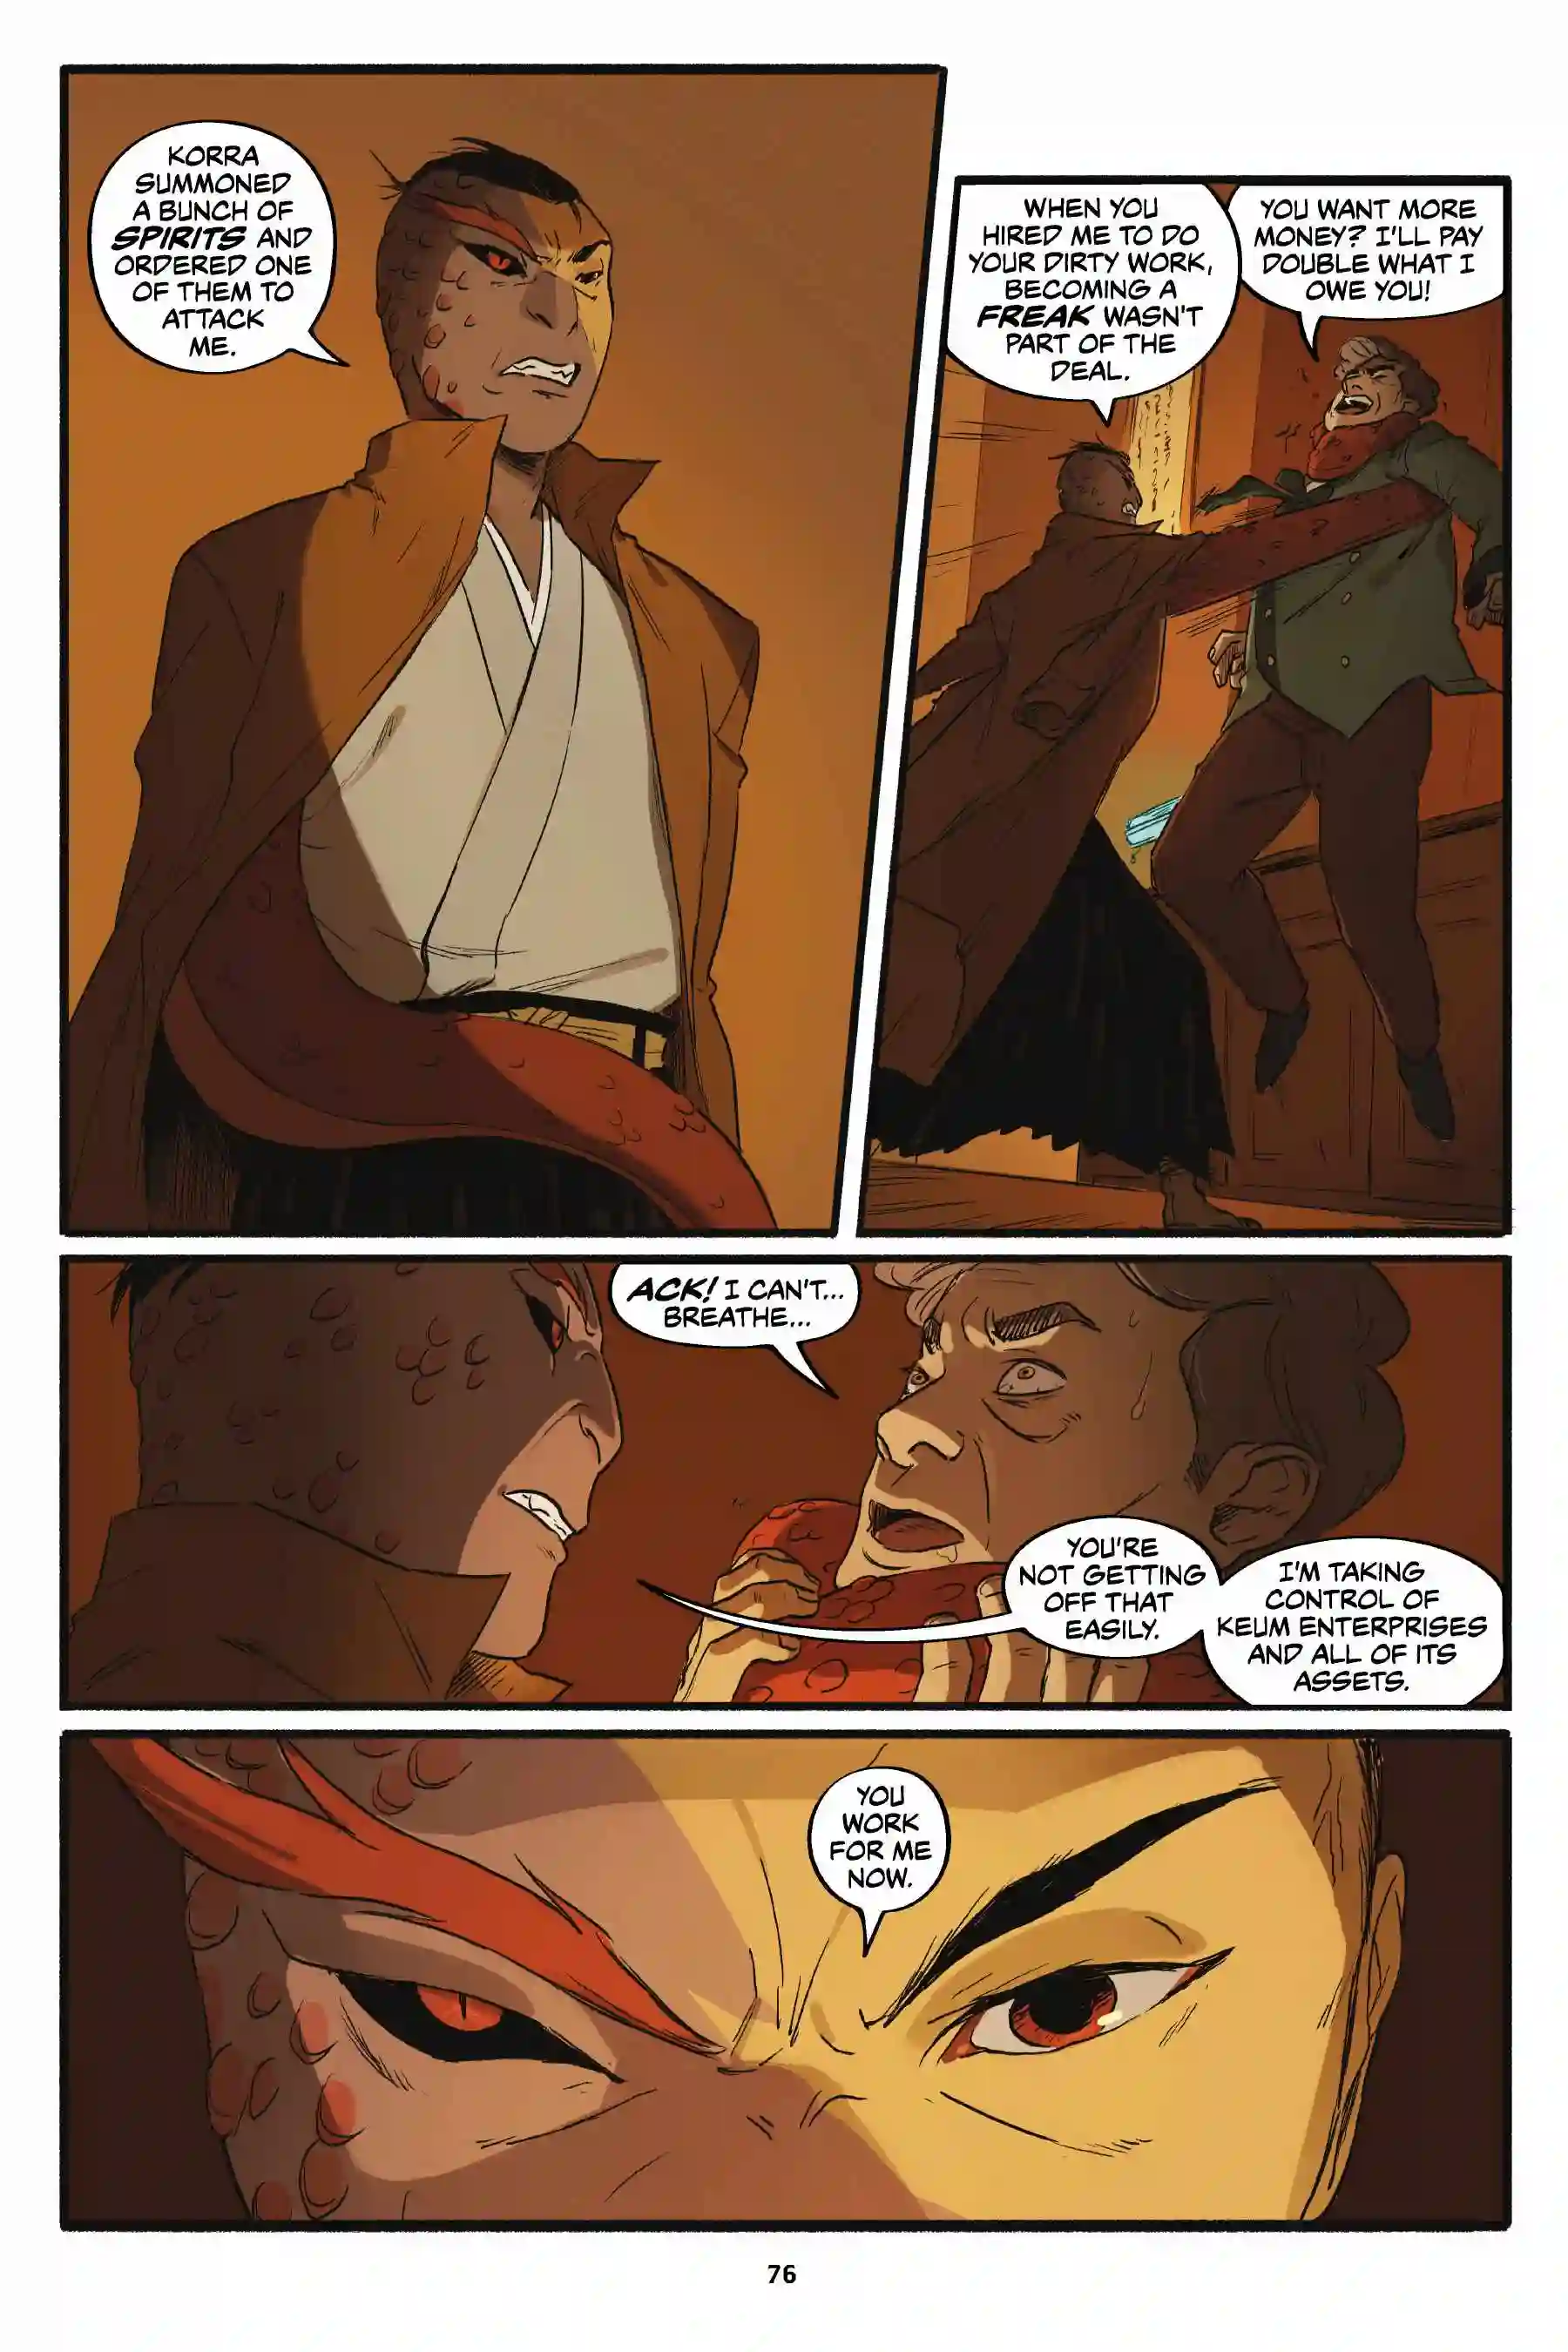 KORRA
SUMMONED
A BUNCH OF
SPIRITS AND
ORDERED ONE
OF THEM TO
ATTACK
ME.
WHEN YOU
HIRED ME TO DO
YOUR DIRTY WORK,
BECOMING A
FREAK WASN'T
PART OF THE
DEAL.
YOU WANT MORE
MONEY? I'LL PAY
DOUBLE WHAT I
OWE YOU!
ACK! I CAN'T...
BREATHE...
YOU'RE
NOT GETTING
OFF THAT
EASILY.
I'M TAKING
CONTROL OF
KEUM ENTERPRISES
AND ALL OF ITS
ASSETS.
YOU
WORK
FOR ME
NOW.
76